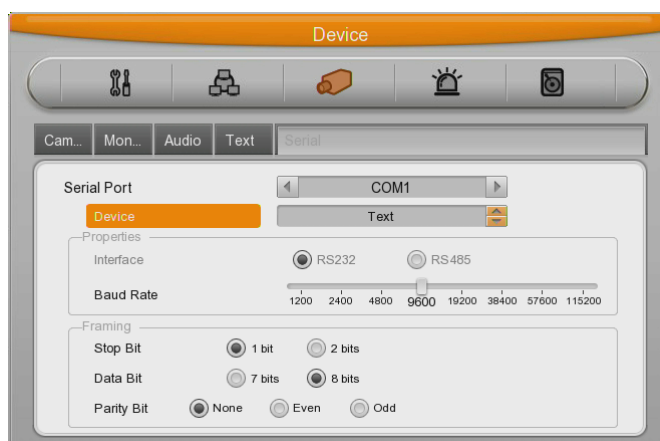 Device
Cam... Mon... Audio Text Serial
Serial Port COM1
Device Text
Properties
Interface RS232 RS485
Baud Rate
1200 2400 4800 9600 19200 38400 57600 115200
Framing
Stop Bit 1 bit 2 bits
Data Bit 7 bits 8 bits
Parity Bit None Even Odd